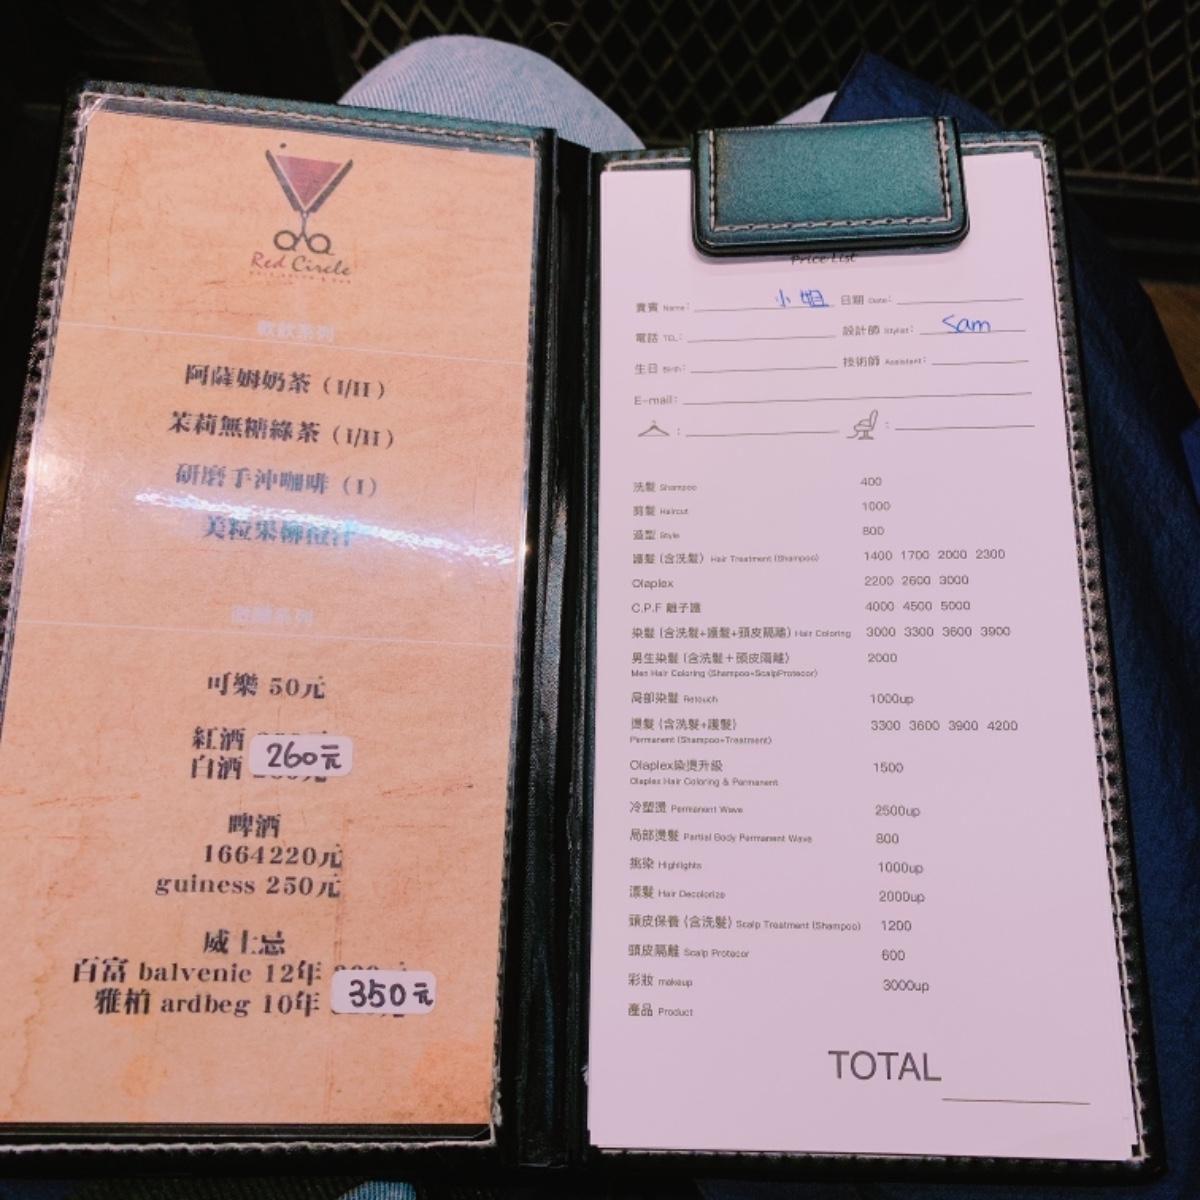 Red Circle
軟飲系列
阿薩姆奶茶 (I/H)
茉莉無糖綠茶 (I/H)
研磨手沖咖啡 (I)
美粒果柳橙汁
可樂 50元
紅酒
白酒
260元
啤酒
1664 220元
guiness 250元
威士忌
百富 balvenie 12年
雅柏 ardbeg 10年
350元
Price List
貴賓 Name: 小姐 日期 Date:
電話 TEL: 設計師 Stylist: Sam
生日 Birth: 技術師 Assistent:
E-mail:
: :
洗髮 Shampoo 400
剪髮 Haircut 1000
造型 Style 800
護髮 (含洗髮) Hair Treatment (Shampoo) 1400 1700 2000 2300
Olaplex 2200 2600 3000
C.P.F 離子護 4000 4500 5000
染髮 (含洗髮+護髮+頭皮隔離) Hair Coloring 3000 3300 3600 3900
男生染髮 (含洗髮+頭皮隔離) 2000
Men Hair Coloring (Shampoo+ScalpProtecor)
局部染髮 Retouch 1000up
燙髮 (含洗髮+護髮) 3300 3600 3900 4200
Permanent (Shampoo+Treatment)
Olaplex染燙升級 1500
Olaplex Hair Coloring & Permanent
冷塑燙 Permanent Wave 2500up
局部燙髮 Partial Body Permanent Wave 800
挑染 Highlights 1000up
漂髮 Hair Decolorize 2000up
頭皮保養 (含洗髮) Scalp Treatment (Shampoo) 1200
頭皮隔離 Scalp Protecor 600
彩妝 makeup 3000up
產品 Product
TOTAL